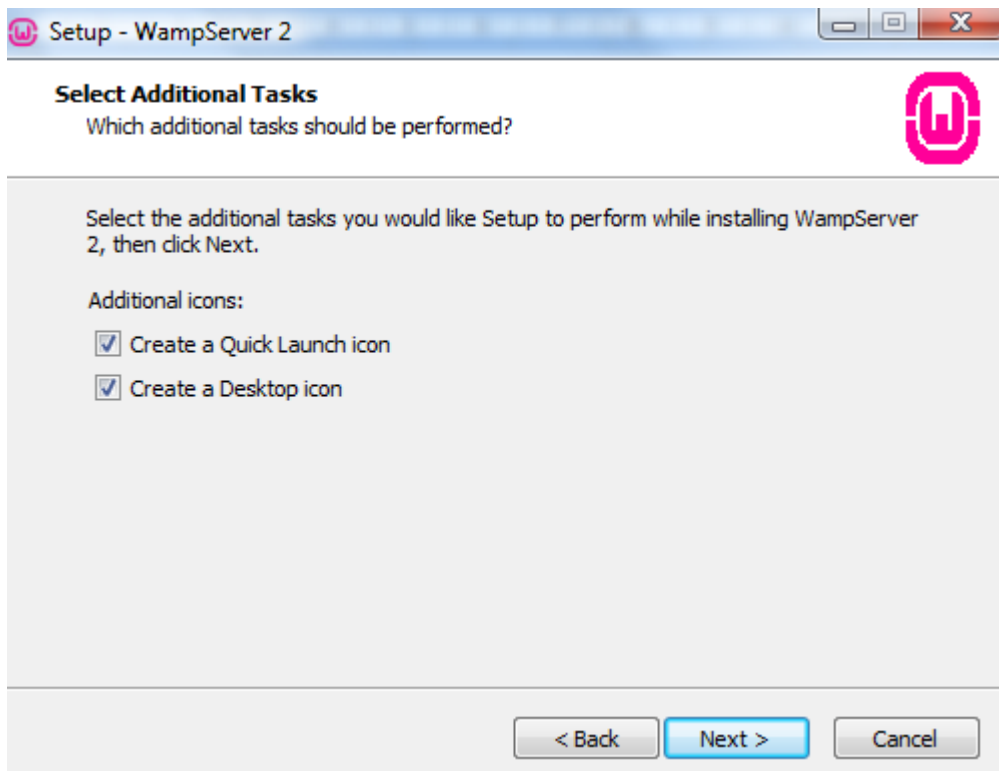 Setup - WampServer 2
Select Additional Tasks
Which additional tasks should be performed?
W
Select the additional tasks you would like Setup to perform while installing WampServer
2, then click Next.
Additional icons:
Create a Quick Launch icon
Create a Desktop icon
< Back
Next >
Cancel